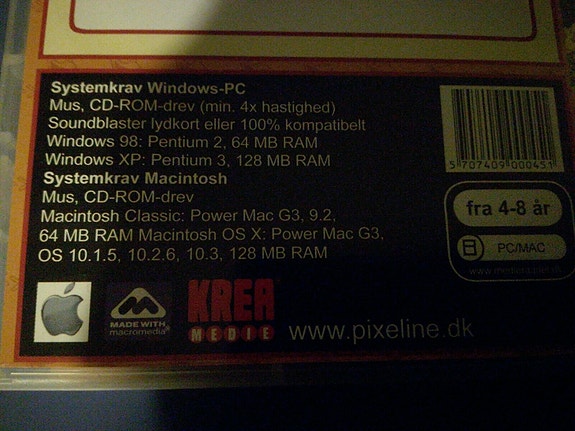 Systemkrav Windows-PC
Mus, CD-ROM-drev (min. 4x hastighed)
Soundblaster lydkort eller 100% kompatibelt
Windows 98: Pentium 2, 64 MB RAM
Windows XP: Pentium 3, 128 MB RAM
Systemkrav Macintosh
Mus, CD-ROM-drev
Macintosh Classic: Power Mac G3, 9.2,
64 MB RAM Macintosh OS X: Power Mac G3,
OS 10.1.5, 10.2.6, 10.3, 128 MB RAM
5 707409 000451
fra 4-8 år
PC/MAC
MADE WITH
macromedia®
KREA
MEDIE
www.pixeline.dk